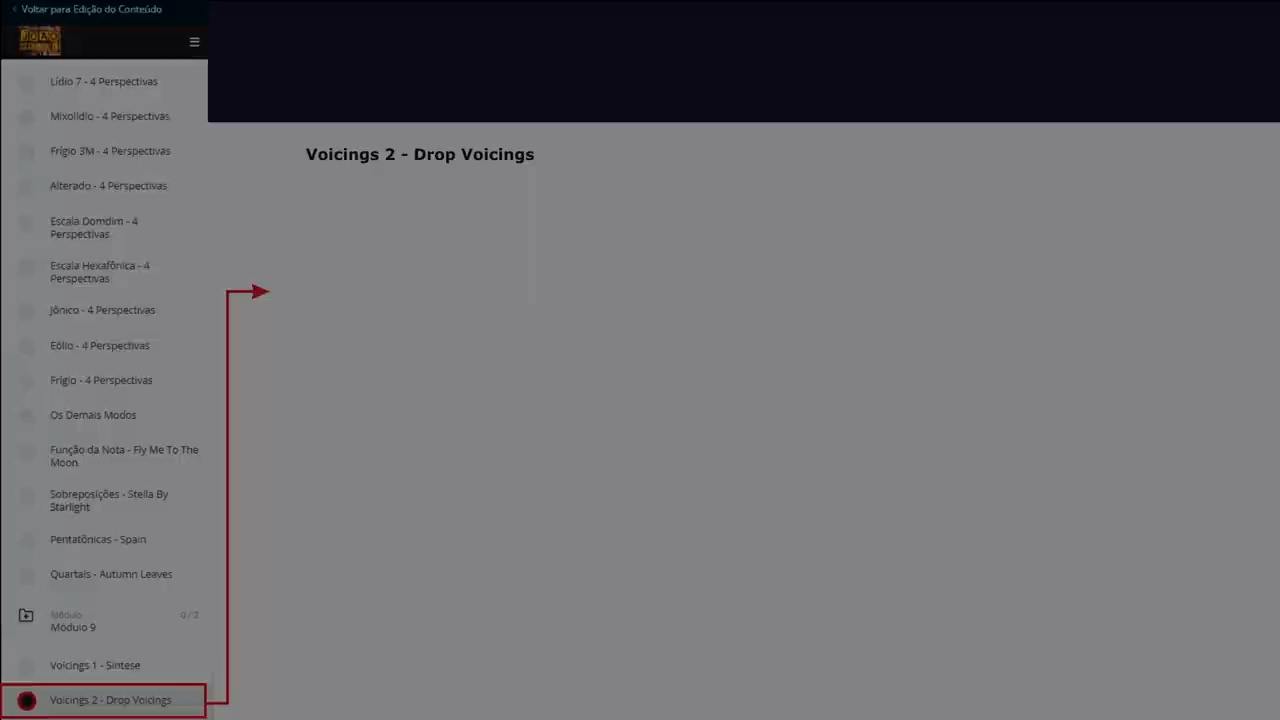 Voltar para Edição do Conteúdo
JOÃO
Lídio 7 - 4 Perspectivas
Mixolídio - 4 Perspectivas
Frígio 3M - 4 Perspectivas
Alterado - 4 Perspectivas
Escala Domdim - 4
Perspectivas
Escala Hexafônica - 4
Perspectivas
Jônico - 4 Perspectivas
Eólio - 4 Perspectivas
Frígio - 4 Perspectivas
Os Demais Modos
Função da Nota - Fly Me To The
Moon
Sobreposições - Stella By
Starlight
Pentatônicas - Spain
Quartais - Autumn Leaves
Módulo 0 / 2
Módulo 9
Voicings 1 - Síntese
Voicings 2 - Drop Voicings
Voicings 2 - Drop Voicings